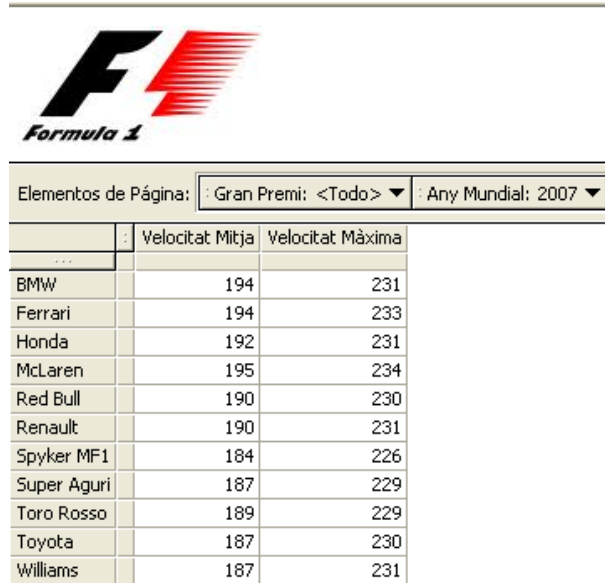 F1
Formula 1
Elementos de Página: : Gran Premi: <Todo> : Any Mundial: 2007
: Velocitat Mitja Velocitat Màxima
...
BMW 194 231
Ferrari 194 233
Honda 192 231
McLaren 195 234
Red Bull 190 230
Renault 190 231
Spyker MF1 184 226
Super Aguri 187 229
Toro Rosso 189 229
Toyota 187 230
Williams 187 231